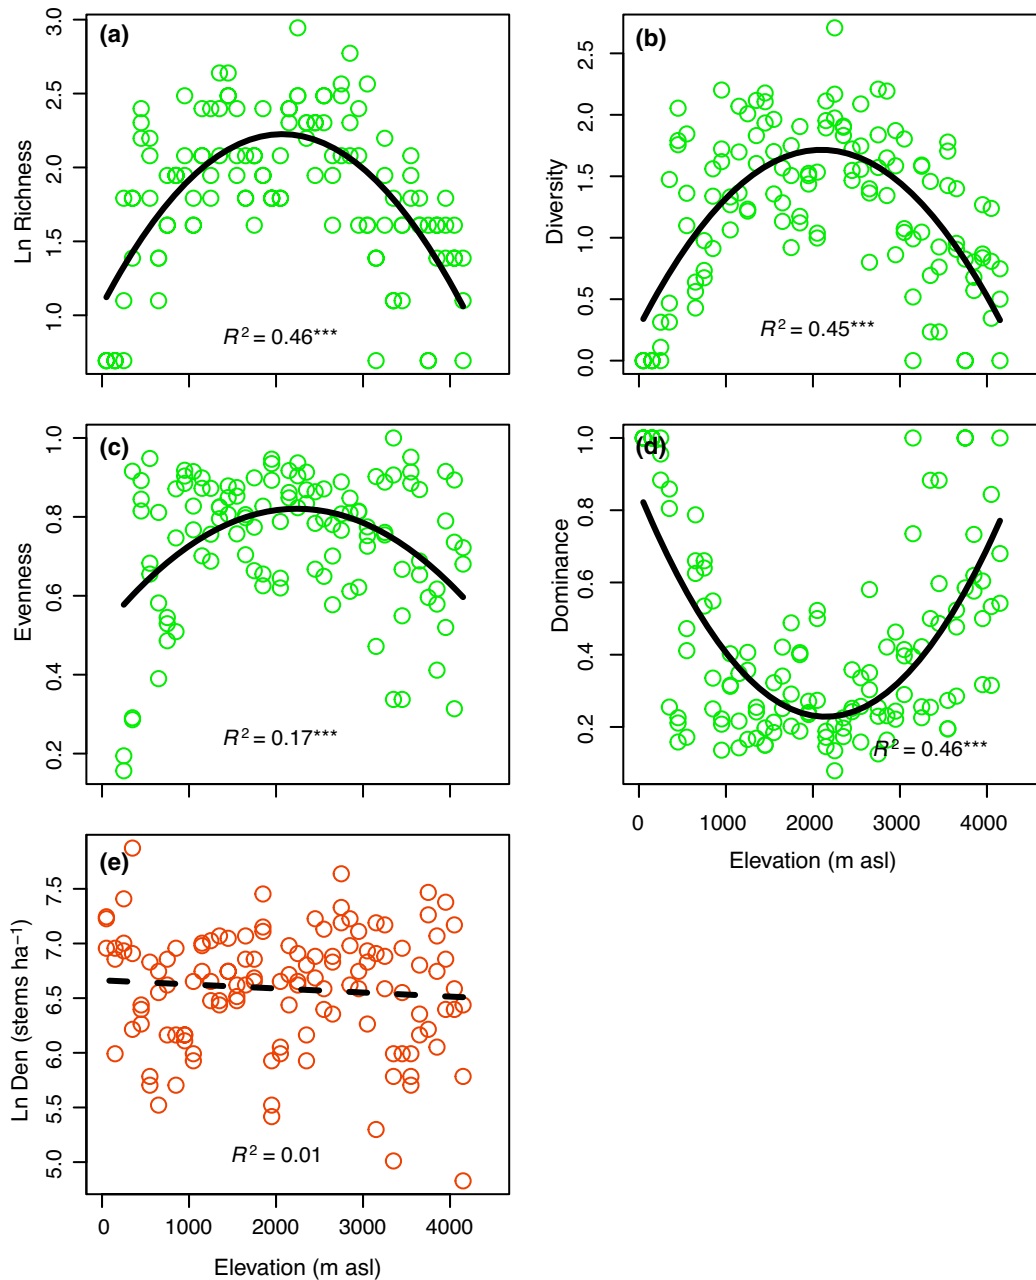 (a)
Ln Richness
3.0
2.5
2.0
1.5
1.0
R² = 0.46***
(b)
Diversity
2.5
2.0
1.5
1.0
0.5
0.0
R² = 0.45***
(c)
Evenness
1.0
0.8
0.6
0.4
0.2
R² = 0.17***
(d)
Dominance
1.0
0.8
0.6
0.4
0.2
R² = 0.46***
0 1000 2000 3000 4000
Elevation (m asl)
(e)
Ln Den (stems ha⁻¹)
7.5
7.0
6.5
6.0
5.5
5.0
R² = 0.01
0 1000 2000 3000 4000
Elevation (m asl)